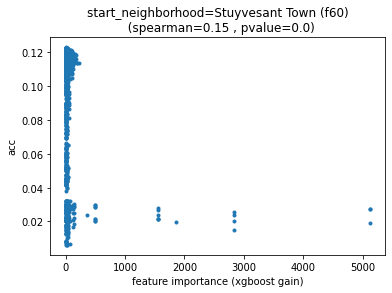 start_neighborhood=Stuyvesant Town (f60)
(spearman=0.15 , pvalue=0.0)
0.12
0.10
0.08
0.06
0.04
0.02
acc
0 1000 2000 3000 4000 5000
feature importance (xgboost gain)